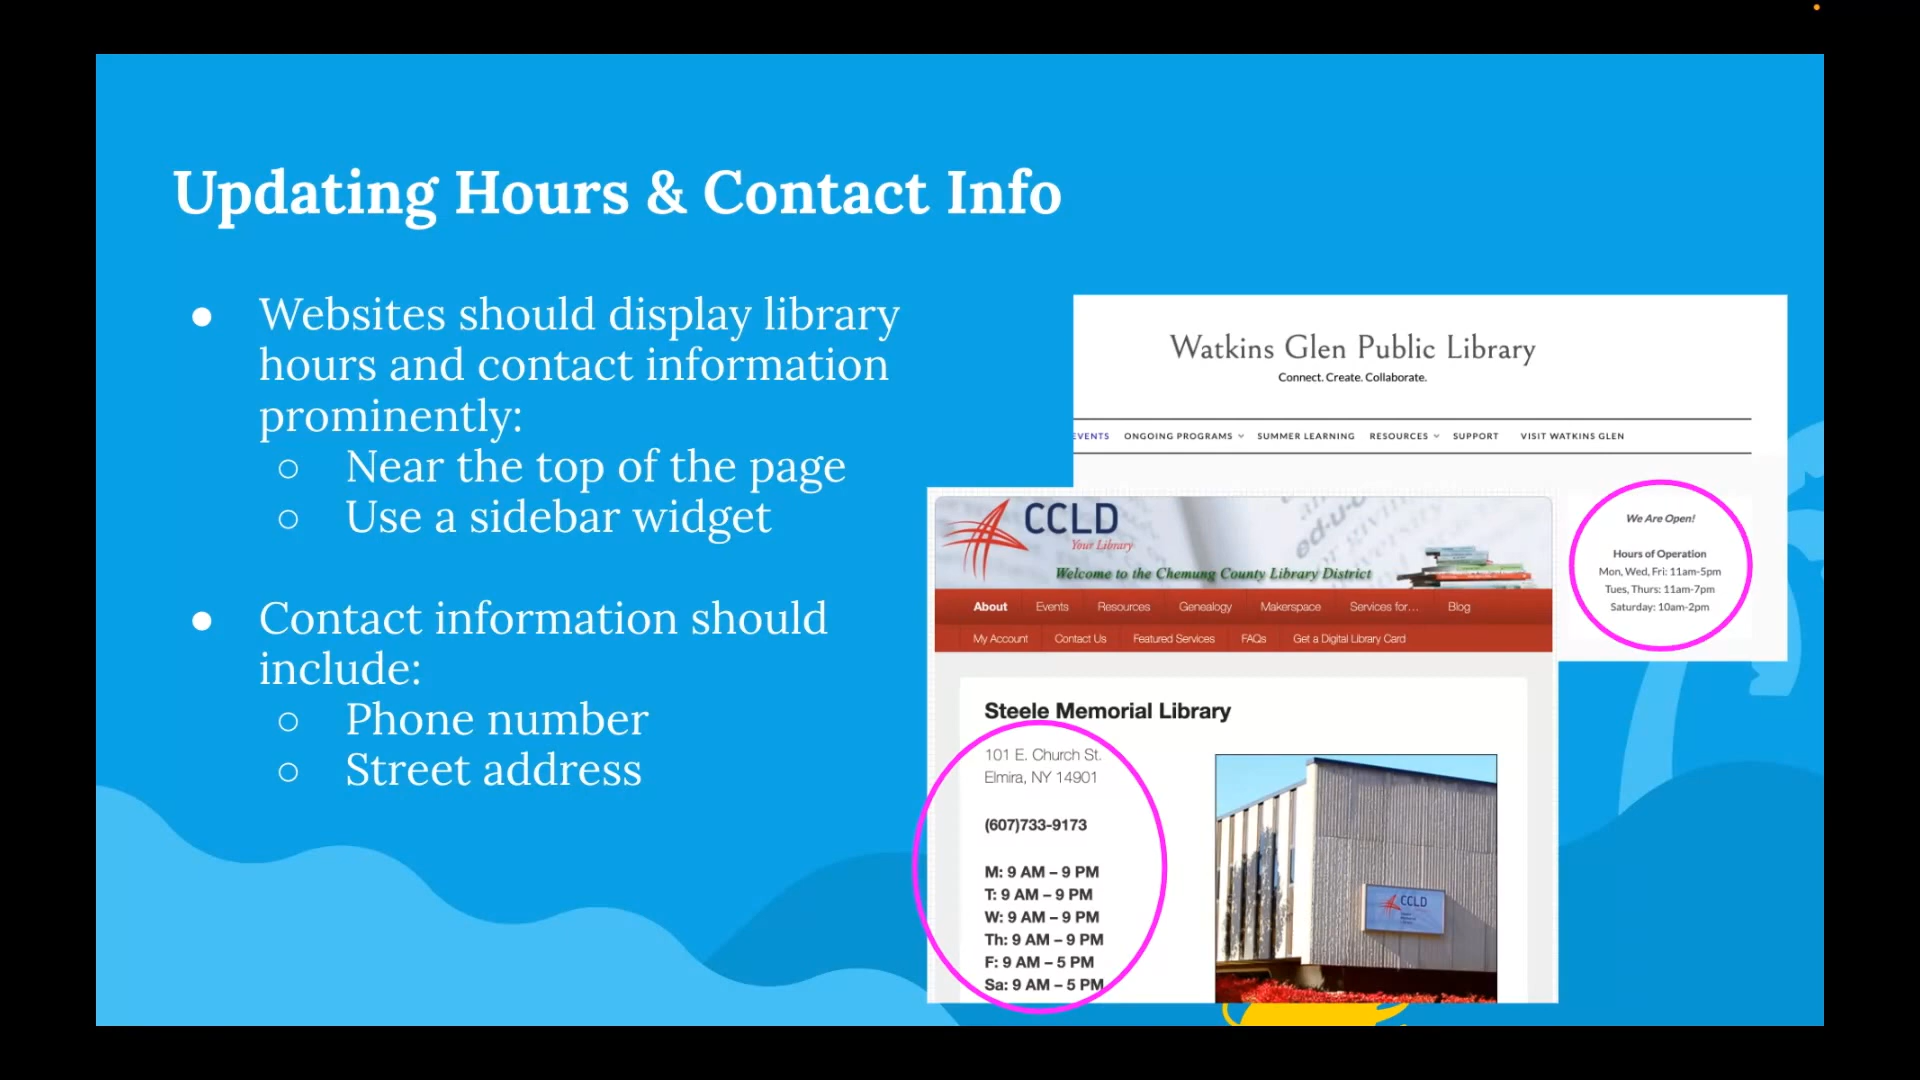 Updating Hours & Contact Info
● Websites should display library
hours and contact information
prominently:
○ Near the top of the page
○ Use a sidebar widget
● Contact information should
include:
○ Phone number
○ Street address
Watkins Glen Public Library
Connect. Create. Collaborate.
EVENTS ONGOING PROGRAMS SUMMER LEARNING RESOURCES SUPPORT VISIT WATKINS GLEN
We Are Open!
Hours of Operation
Mon, Wed, Fri: 11am-5pm
Tues, Thurs: 11am-7pm
Saturday: 10am-2pm
CCLD
Your Library
Welcome to the Chemung County Library District
About Events Resources Genealogy Makerspace Services for... Blog
My Account Contact Us Featured Services FAQs Get a Digital Library Card
Steele Memorial Library
101 E. Church St.
Elmira, NY 14901
(607)733-9173
M: 9 AM – 9 PM
T: 9 AM – 9 PM
W: 9 AM – 9 PM
Th: 9 AM – 9 PM
F: 9 AM – 5 PM
Sa: 9 AM – 5 PM
CCLD